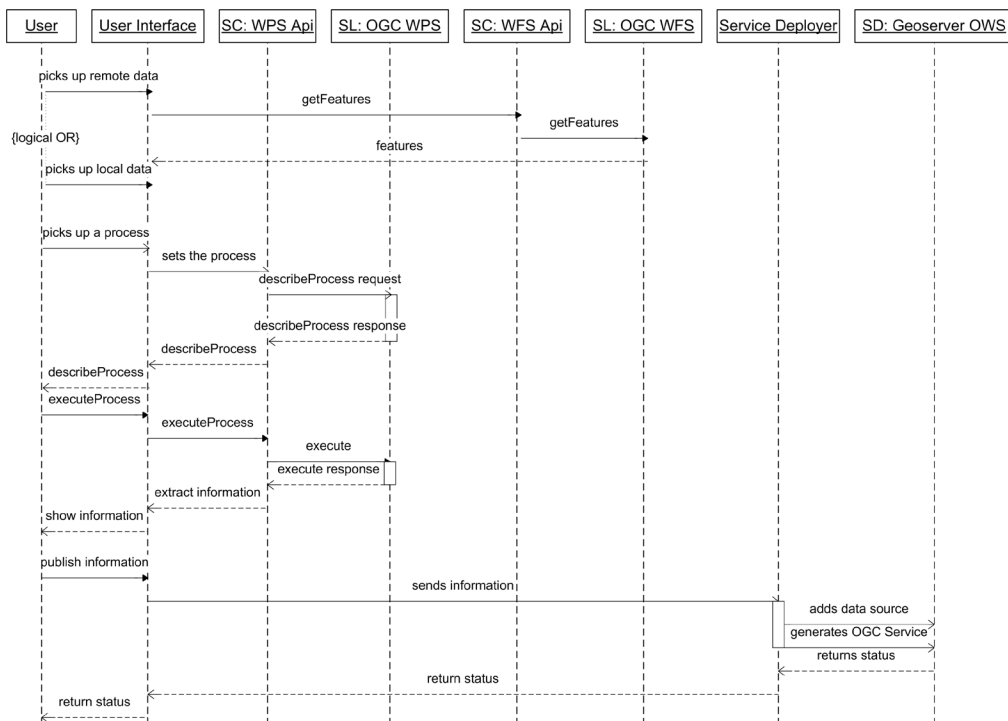 User
User Interface
SC: WPS Api
SL: OGC WPS
SC: WFS Api
SL: OGC WFS
Service Deployer
SD: Geoserver OWS
picks up remote data
getFeatures
getFeatures
{logical OR}
features
picks up local data
picks up a process
sets the process
describeProcess request
describeProcess response
describeProcess
describeProcess
executeProcess
executeProcess
execute
execute response
extract information
show information
publish information
sends information
adds data source
generates OGC Service
returns status
return status
return status